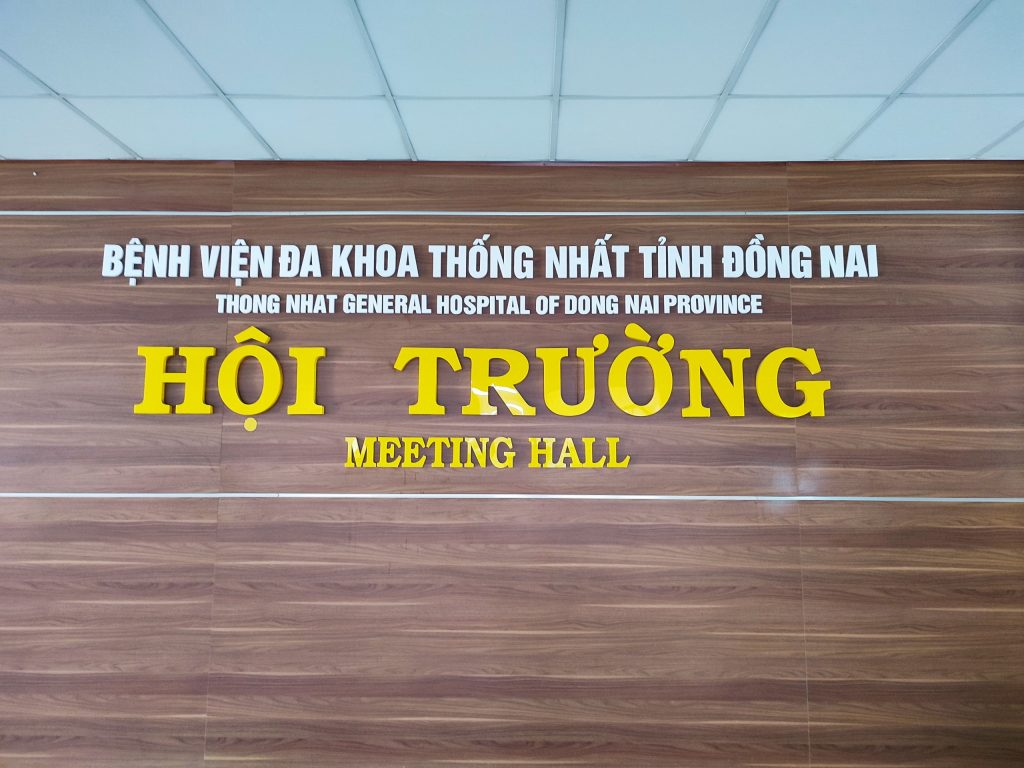 BỆNH VIỆN ĐA KHOA THỐNG NHẤT TỈNH ĐỒNG NAI
THONG NHAT GENERAL HOSPITAL OF DONG NAI PROVINCE
HỘI TRƯỜNG
MEETING HALL